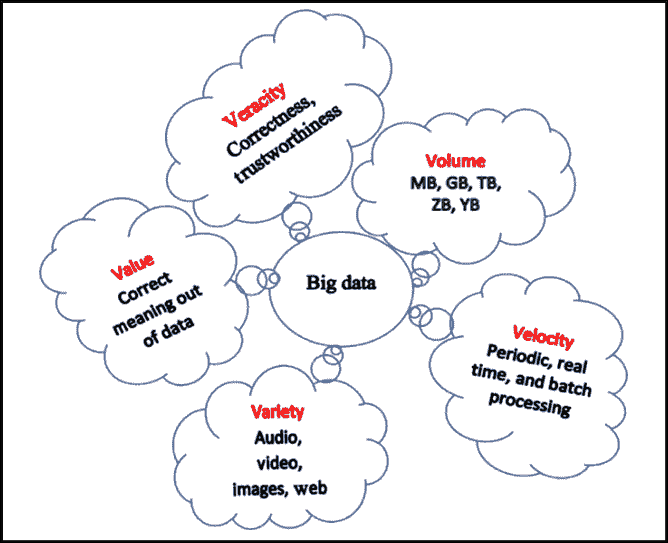 Veracity
Correctness,
trustworthiness
Volume
MB, GB, TB,
ZB, YB
Value
Correct
meaning out
of data
Big data
Velocity
Periodic, real
time, and batch
processing
Variety
Audio,
video,
images, web